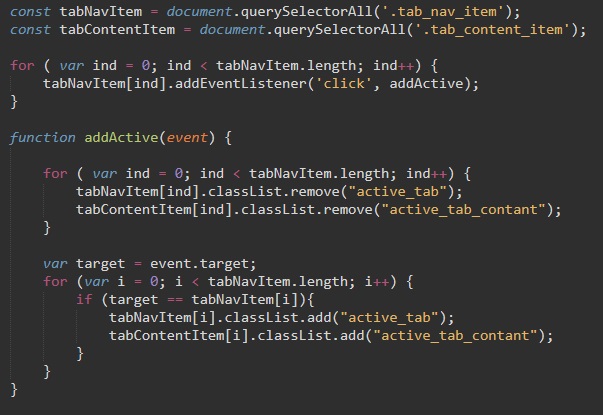 const tabNavItem = document.querySelectorAll('.tab_nav_item');
const tabContentItem = document.querySelectorAll('.tab_content_item');
for ( var ind = 0; ind < tabNavItem.length; ind++) {
tabNavItem[ind].addEventListener('click', addActive);
}
function addActive(event) {
for ( var ind = 0; ind < tabNavItem.length; ind++) {
tabNavItem[ind].classList.remove("active_tab");
tabContentItem[ind].classList.remove("active_tab_contant");
}
var target = event.target;
for (var i = 0; i < tabNavItem.length; i++) {
if (target == tabNavItem[i]){
tabNavItem[i].classList.add("active_tab");
tabContentItem[i].classList.add("active_tab_contant");
}
}
}